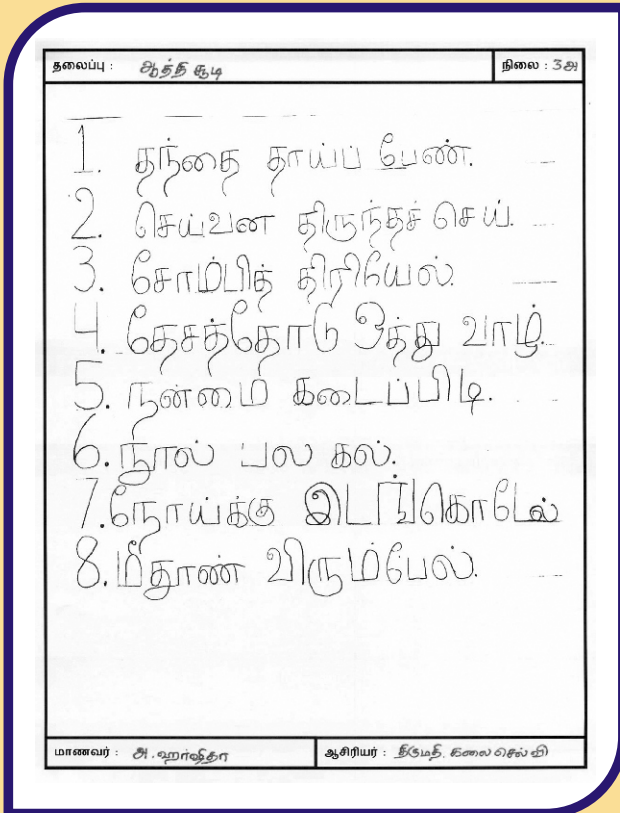 தலைப்பு : ஆத்தி சூடி நிலை : 3அ
1. தந்தை தாய்ப் பேண்.
2. செய்வன திருந்தச் செய்.
3. சோம்பித் திரியேல்.
4. தேசத்தோடு ஒத்து வாழ்.
5. நன்மை கடைப்பிடி.
6. நூல் பல கல்.
7. நோய்க்கு இடங்கொடேல்
8. மீதூண் விரும்பேல்.
மாணவர் : அ. ஹர்ஷிதா ஆசிரியர் : திருமதி. கலை செல்வி